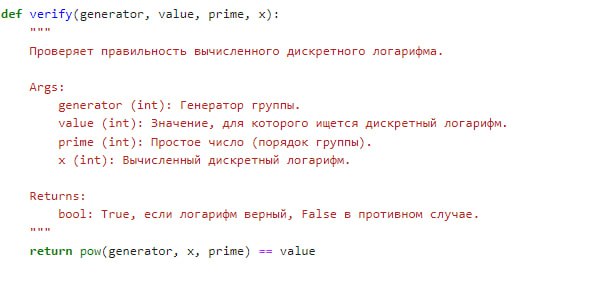 def verify(generator, value, prime, x):
    """
    Проверяет правильность вычисленного дискретного логарифма.

    Args:
        generator (int): Генератор группы.
        value (int): Значение, для которого ищется дискретный логарифм.
        prime (int): Простое число (порядок группы).
        x (int): Вычисленный дискретный логарифм.

    Returns:
        bool: True, если логарифм верный, False в противном случае.
    """
    return pow(generator, x, prime) == value